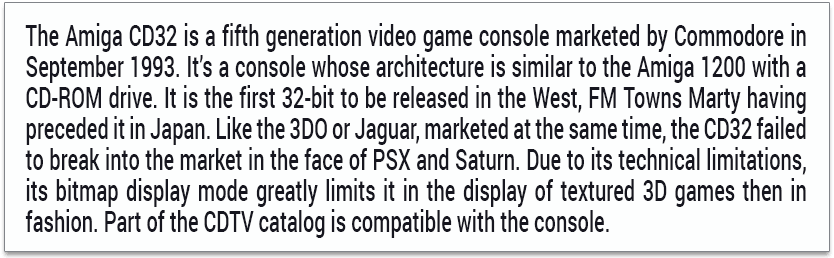 The Amiga CD32 is a fifth generation video game console marketed by Commodore in
September 1993. It's a console whose architecture is similar to the Amiga 1200 with a
CD-ROM drive. It is the first 32-bit to be released in the West, FM Towns Marty having
preceded it in Japan. Like the 3DO or Jaguar, marketed at the same time, the CD32 failed
to break into the market in the face of PSX and Saturn. Due to its technical limitations,
its bitmap display mode greatly limits it in the display of textured 3D games then in
fashion. Part of the CDTV catalog is compatible with the console.